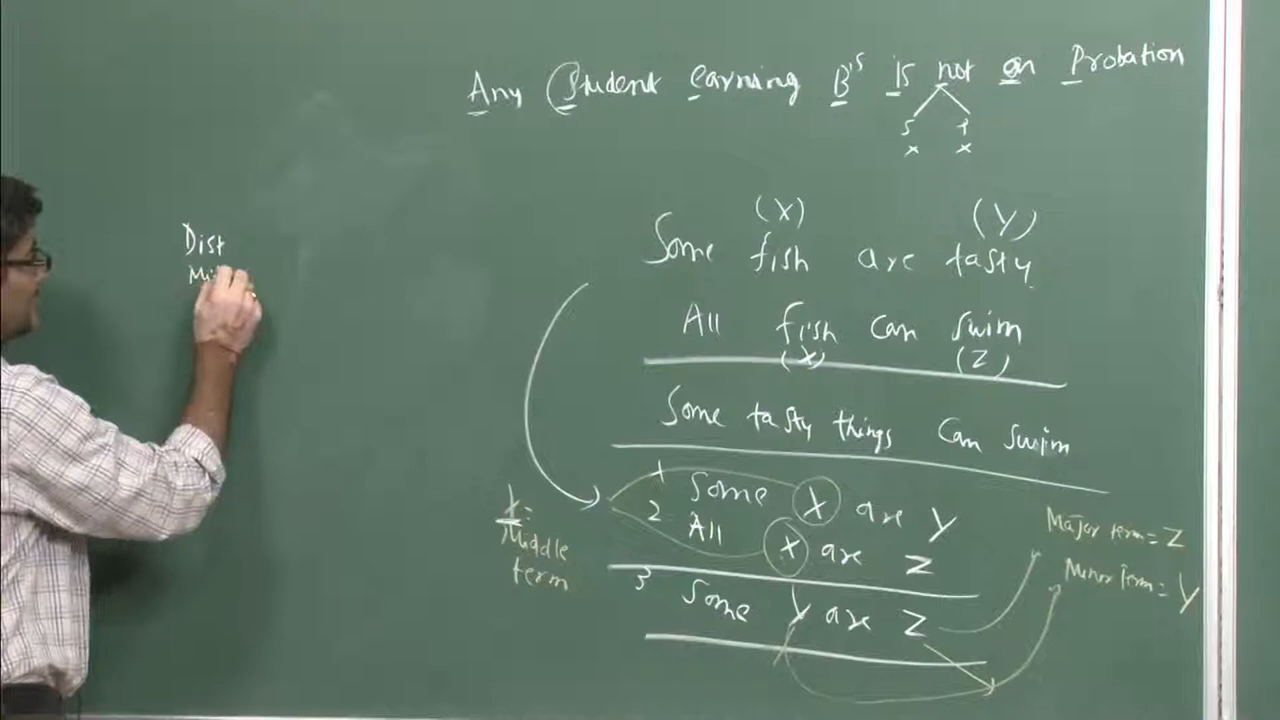 Any Student earning B's is not on Probation
S P
x x
Dist
Mi
(X) (Y)
Some fish are tasty
All fish can swim
(X) (Z)
Some tasty things can swim
1 Some X are Y
2 All X are Z
3 Some Y are Z
X:
Middle
term
Major term = Z
Minor term = Y